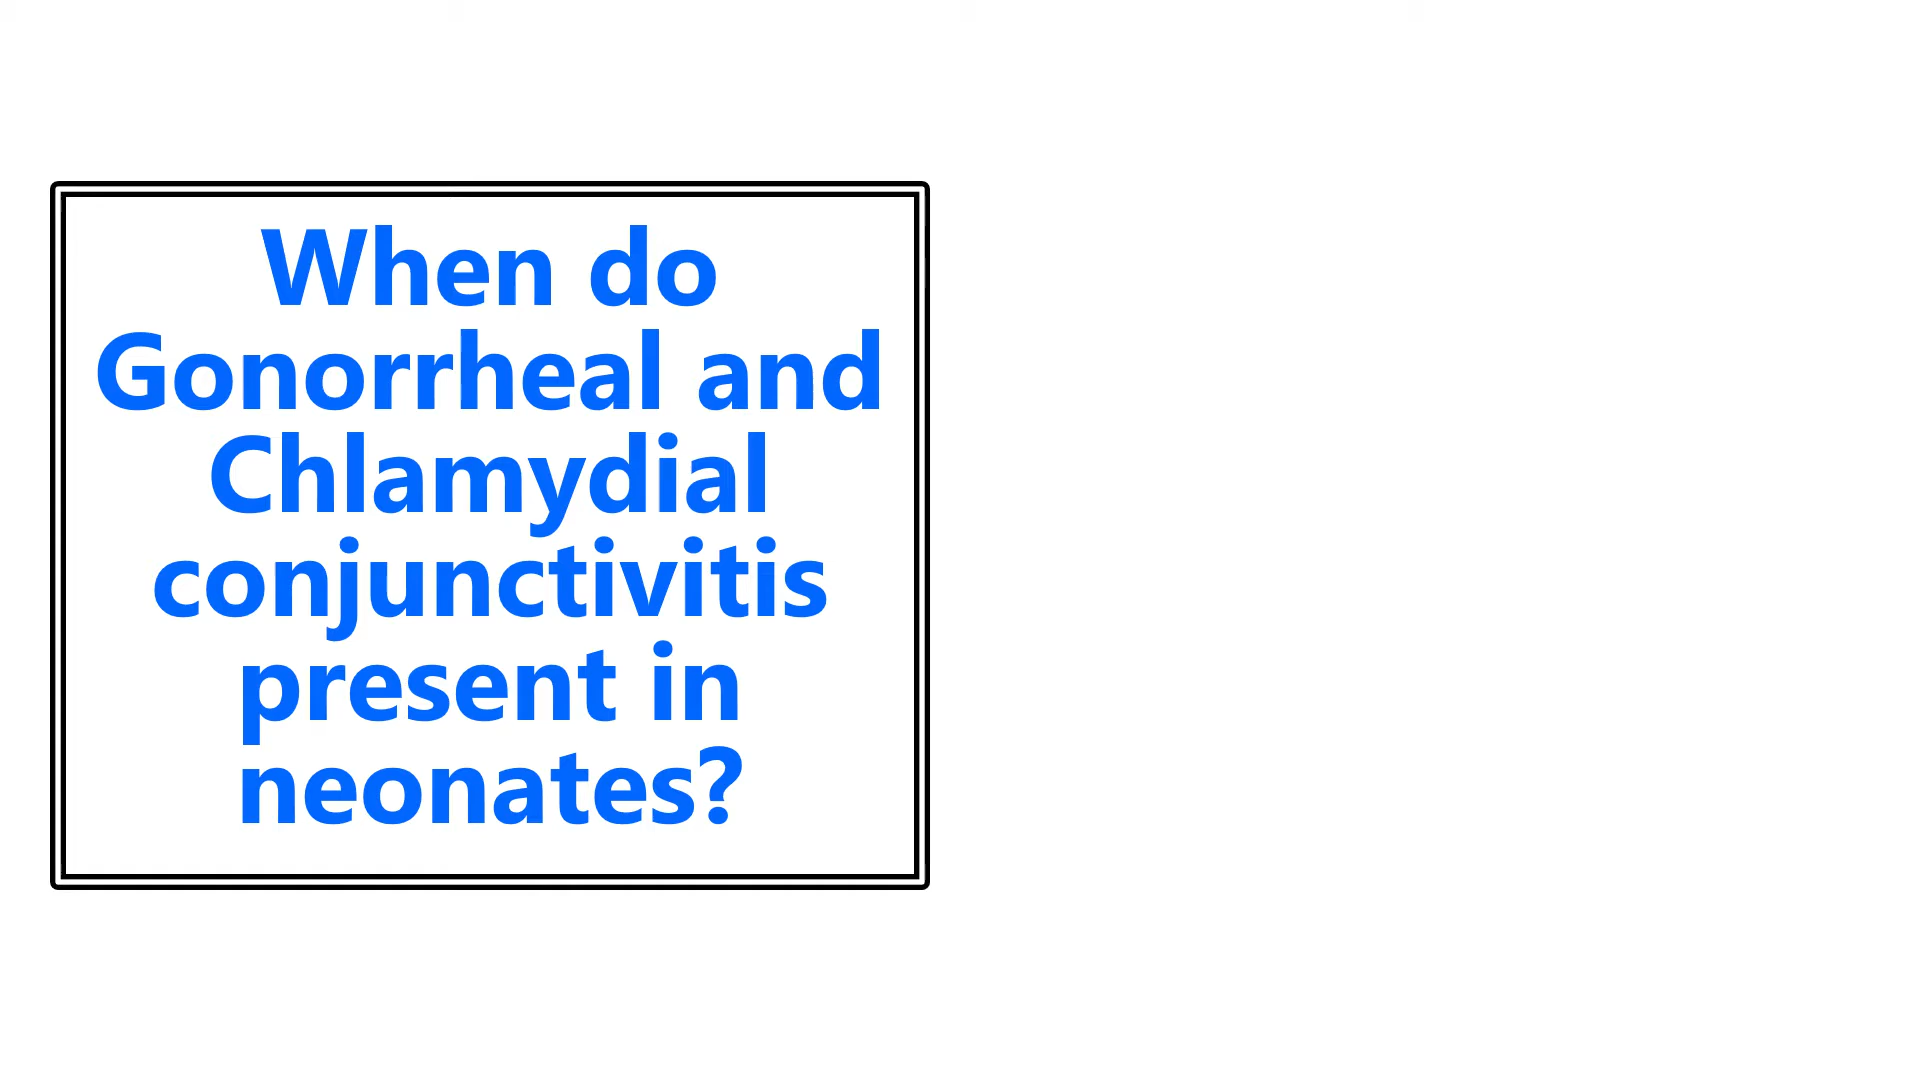 When do
Gonorrheal and
Chlamydial
conjunctivitis
present in
neonates?